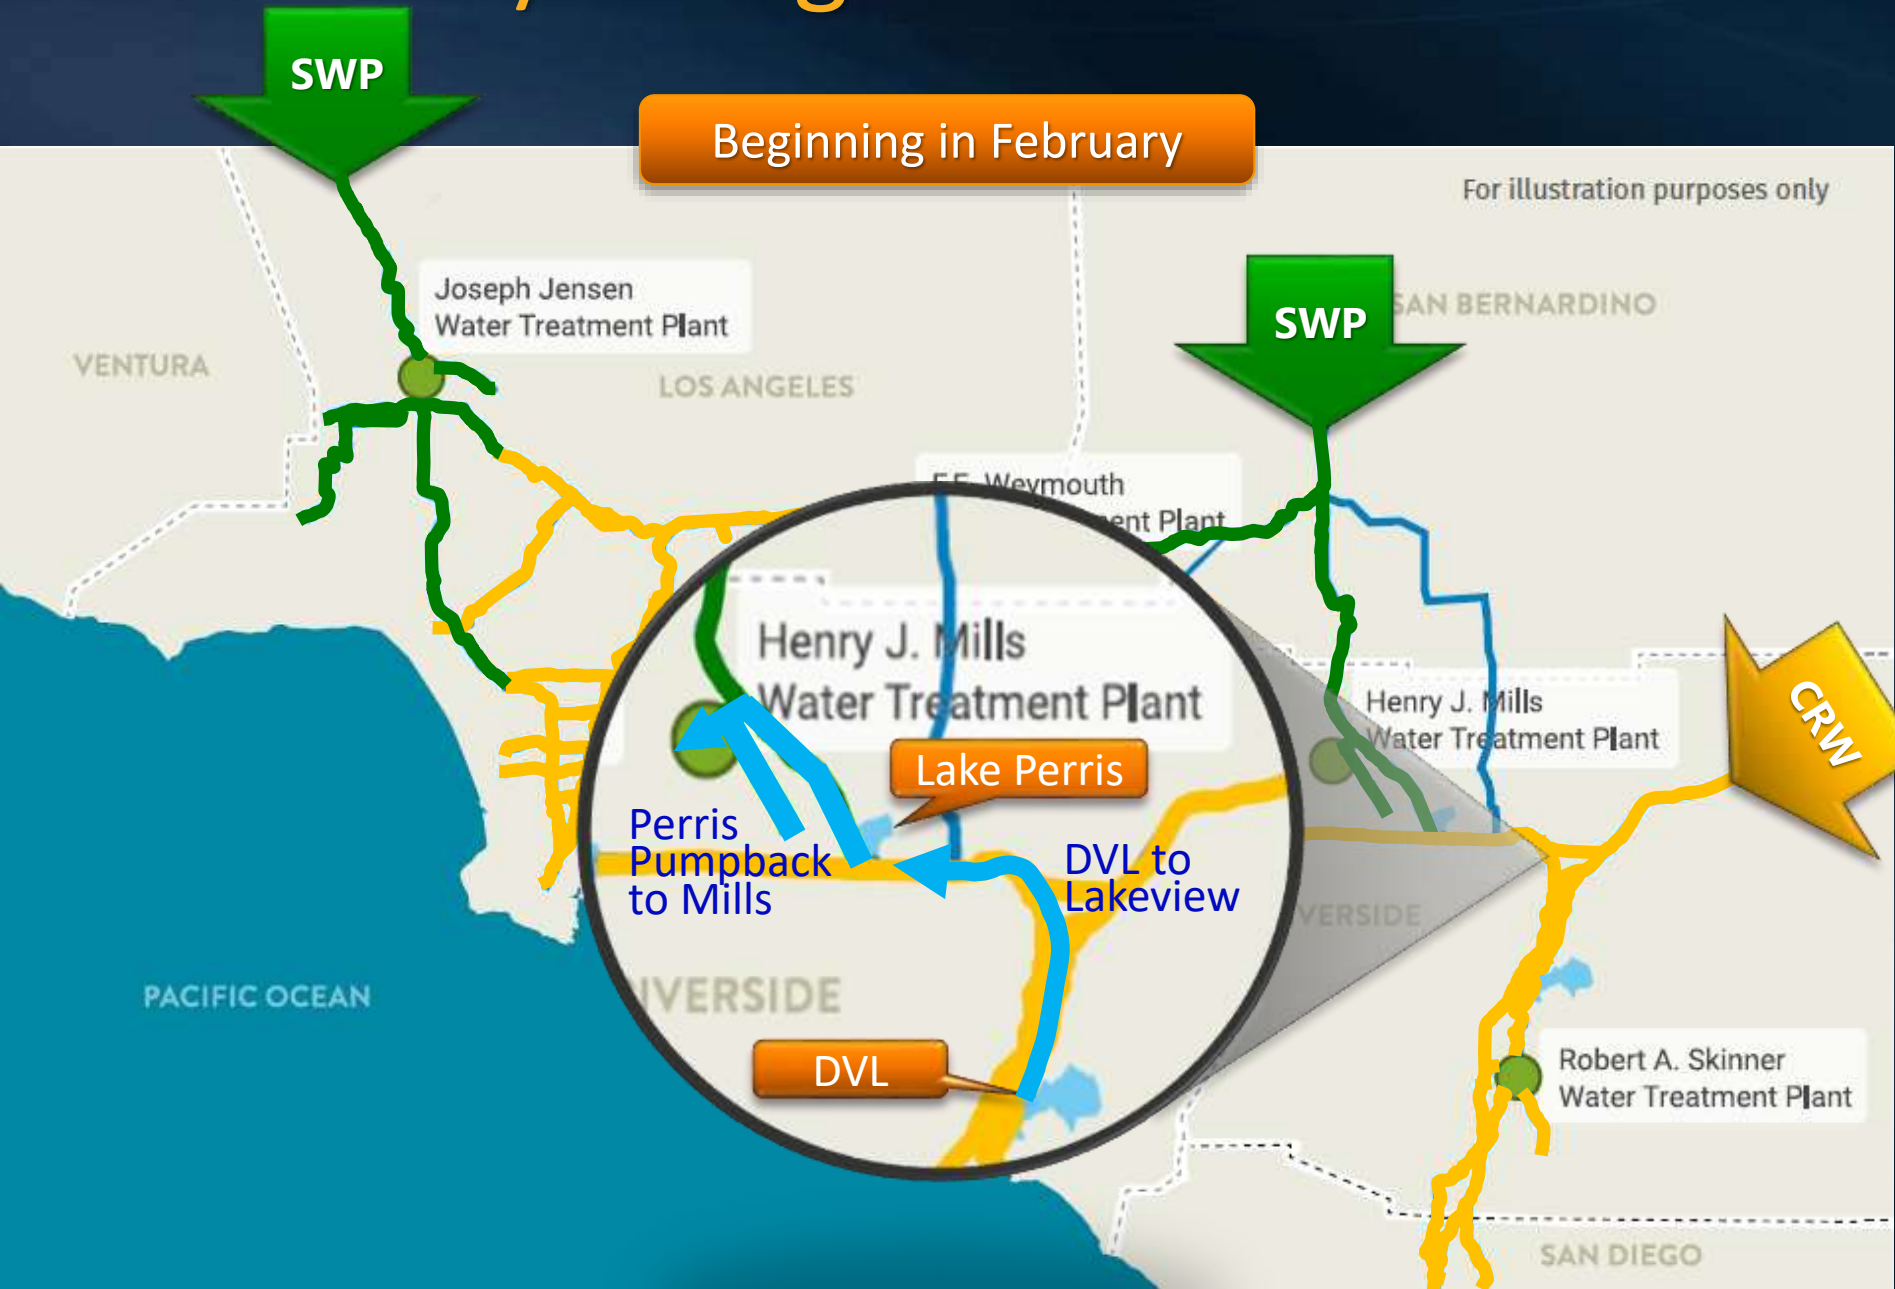 SWP
Beginning in February
For illustration purposes only
Joseph Jensen
Water Treatment Plant
VENTURA
LOS ANGELES
SWP
SAN BERNARDINO
Weymouth
Plant
Henry J. Mills
Water Treatment Plant
Henry J. Mills
Water Treatment Plant
CRW
Lake Perris
Perris
Pumpback
to Mills
DVL to
Lakeview
PACIFIC OCEAN
DVL
Robert A. Skinner
Water Treatment Plant
SAN DIEGO